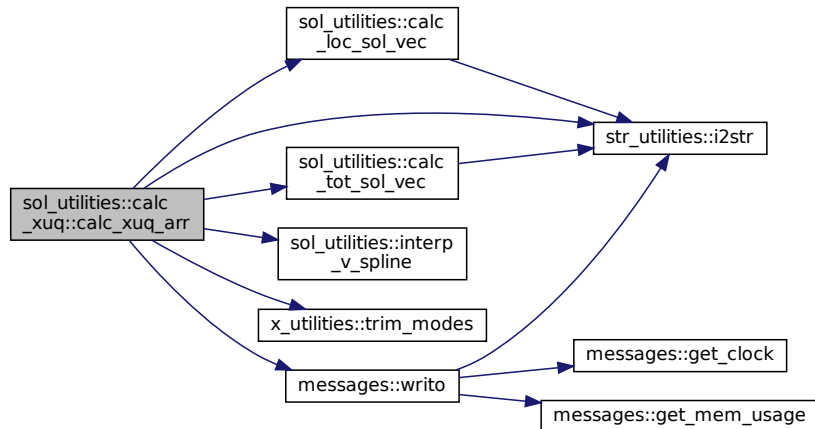 sol_utilities::calc
_loc_sol_vec
str_utilities::i2str
sol_utilities::calc
_tot_sol_vec
sol_utilities::calc
_xuq::calc_xuq_arr
sol_utilities::interp
_v_spline
x_utilities::trim_modes
messages::get_clock
messages::writo
messages::get_mem_usage